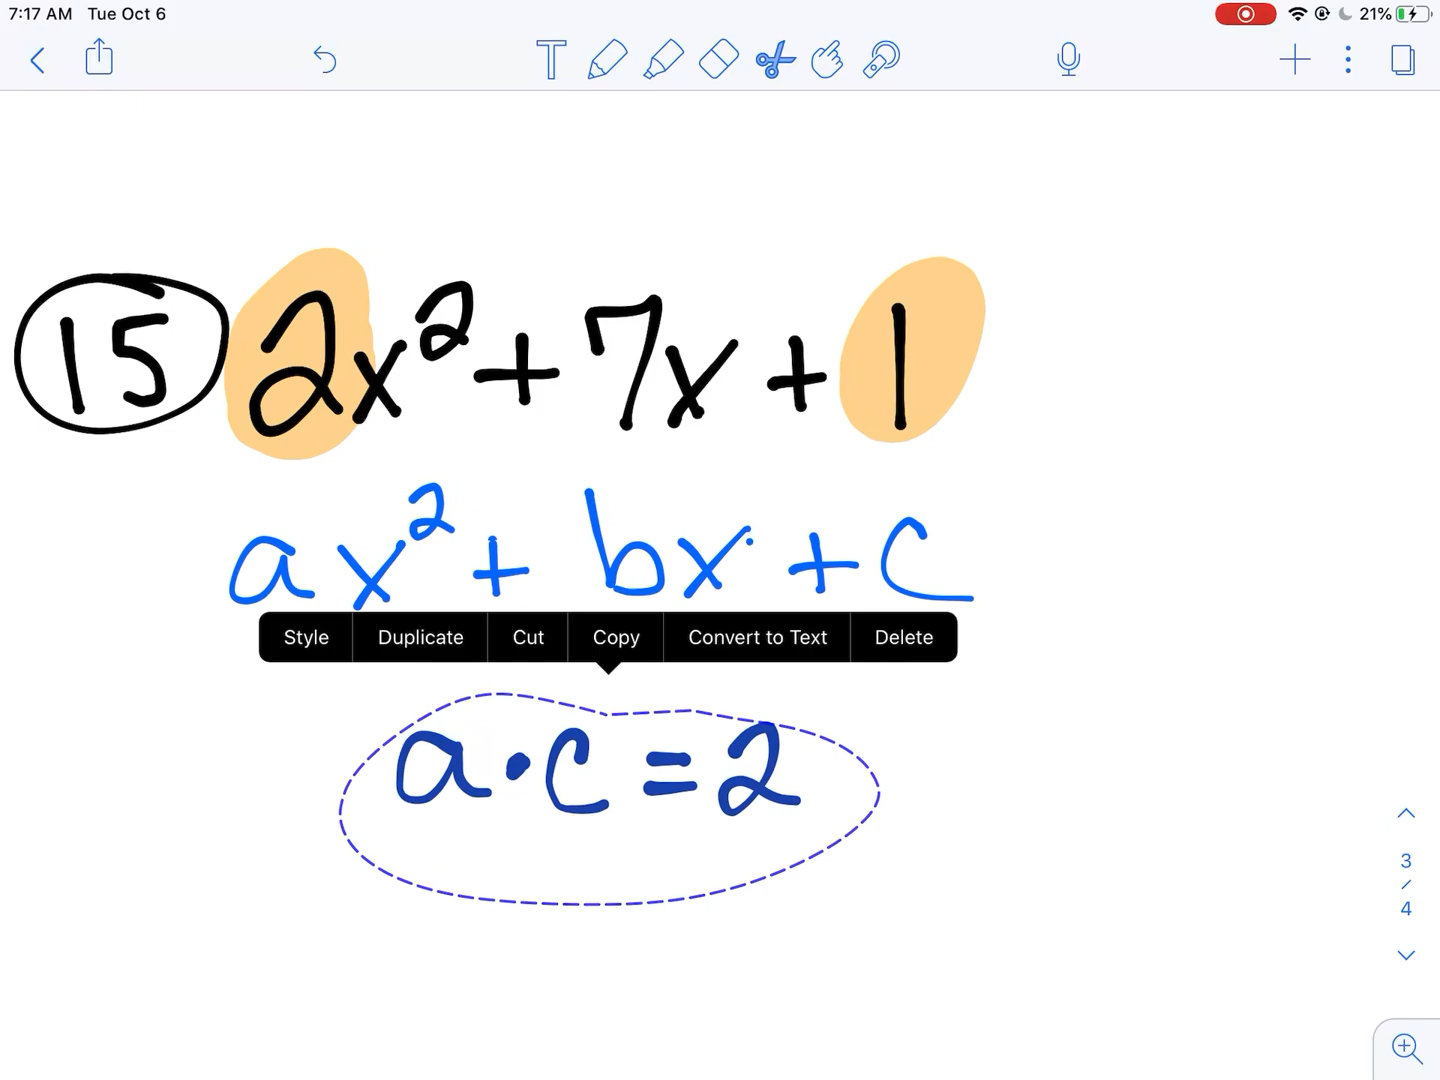 7:17 AM Tue Oct 6 21%
T
15 2x² + 7x + 1
ax² + bx + c
Style Duplicate Cut Copy Convert to Text Delete
a · c = 2
3
/
4